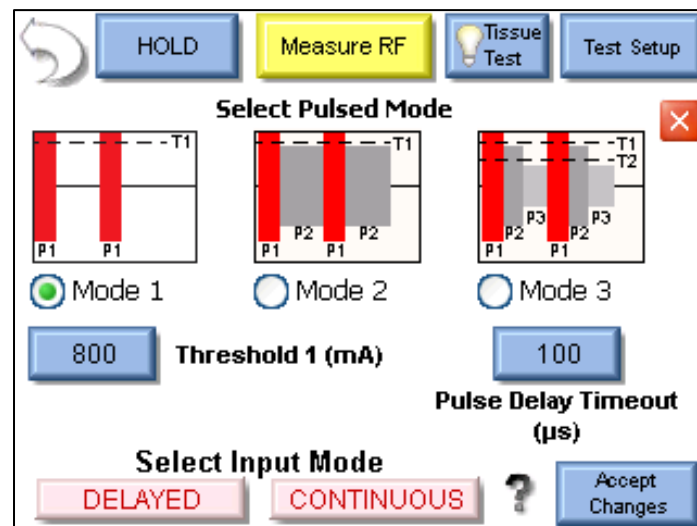 HOLD
Measure RF
Tissue
Test
Test Setup
Select Pulsed Mode
T1
P1 P1
T1
P1 P2 P1 P2
T1
T2
P1 P2 P3 P1 P2 P3
Mode 1
Mode 2
Mode 3
800
Threshold 1 (mA)
100
Pulse Delay Timeout
(µs)
Select Input Mode
DELAYED
CONTINUOUS
?
Accept
Changes